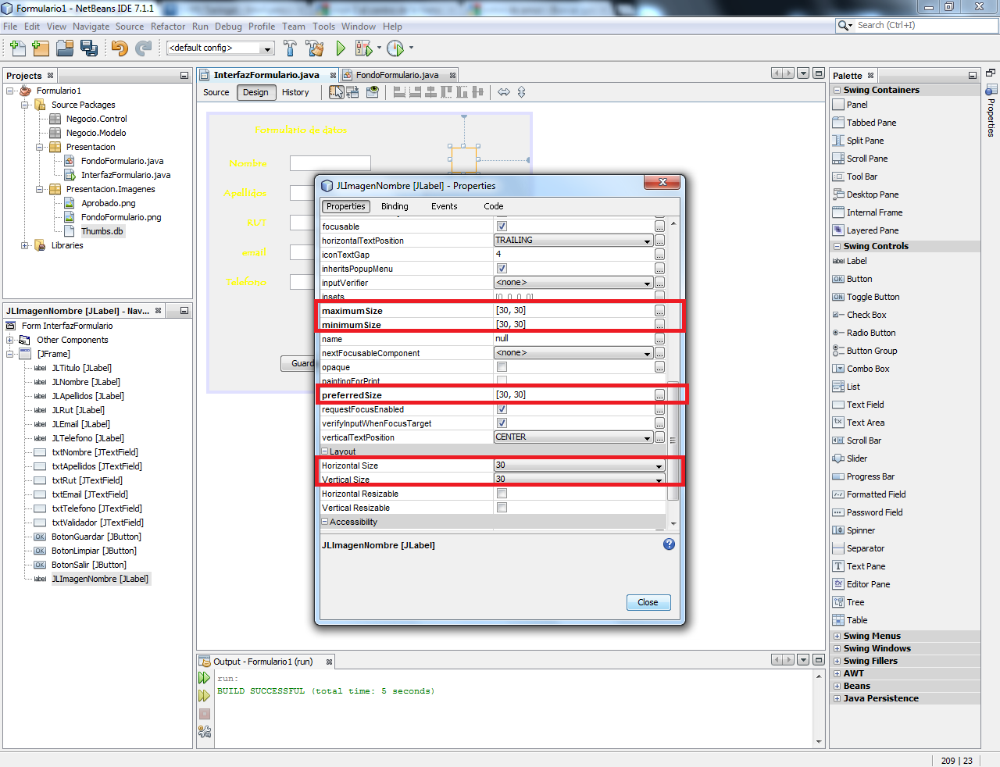 Formulario1 - NetBeans IDE 7.1.1
File Edit View Navigate Source Refactor Run Debug Profile Team Tools Window Help
Search (Ctrl+I)
<default config>
Projects
Formulario1
Source Packages
Negocio.Control
Negocio.Modelo
Presentacion
FondoFormulario.java
InterfazFormulario.java
Presentacion.Imagenes
Aprobado.png
FondoFormulario.png
Thumbs.db
Libraries
JLImagenNombre [JLabel] - Nav...
Form InterfazFormulario
Other Components
[JFrame]
JLTitulo [JLabel]
JLNombre [JLabel]
JLApellidos [JLabel]
JLRut [JLabel]
JLEmail [JLabel]
JLTelefono [JLabel]
txtNombre [JTextField]
txtApellidos [JTextField]
txtRut [JTextField]
txtEmail [JTextField]
txtTelefono [JTextField]
txtValidador [JTextField]
BotonGuardar [JButton]
BotonLimpiar [JButton]
BotonSalir [JButton]
JLImagenNombre [JLabel]
InterfazFormulario.java
FondoFormulario.java
Source Design History
Formulario de datos
Nombre
Apellidos
RUT
email
Telefono
Guard
JLImagenNombre [JLabel] - Properties
Properties Binding Events Code
focusable
horizontalTextPosition TRAILING
iconTextGap 4
inheritsPopupMenu
inputVerifier <none>
insets [0, 0, 0, 0]
maximumSize [30, 30]
minimumSize [30, 30]
name null
nextFocusableComponent <none>
opaque
paintingForPrint
preferredSize [30, 30]
requestFocusEnabled
verifyInputWhenFocusTarget
verticalTextPosition CENTER
Layout
Horizontal Size 30
Vertical Size 30
Horizontal Resizable
Vertical Resizable
Accessibility
JLImagenNombre [JLabel]
Close
Output - Formulario1 (run)
run:
BUILD SUCCESSFUL (total time: 5 seconds)
Palette
Swing Containers
Panel
Tabbed Pane
Split Pane
Scroll Pane
Tool Bar
Desktop Pane
Internal Frame
Layered Pane
Swing Controls
label Label
OK Button
ON Toggle Button
Check Box
Radio Button
Button Group
Combo Box
List
Text Field
Text Area
Scroll Bar
Slider
Progress Bar
Formatted Field
Password Field
Spinner
Separator
Text Pane
Editor Pane
Tree
Table
Swing Menus
Swing Windows
Swing Fillers
AWT
Beans
Java Persistence
Properties
209 | 23